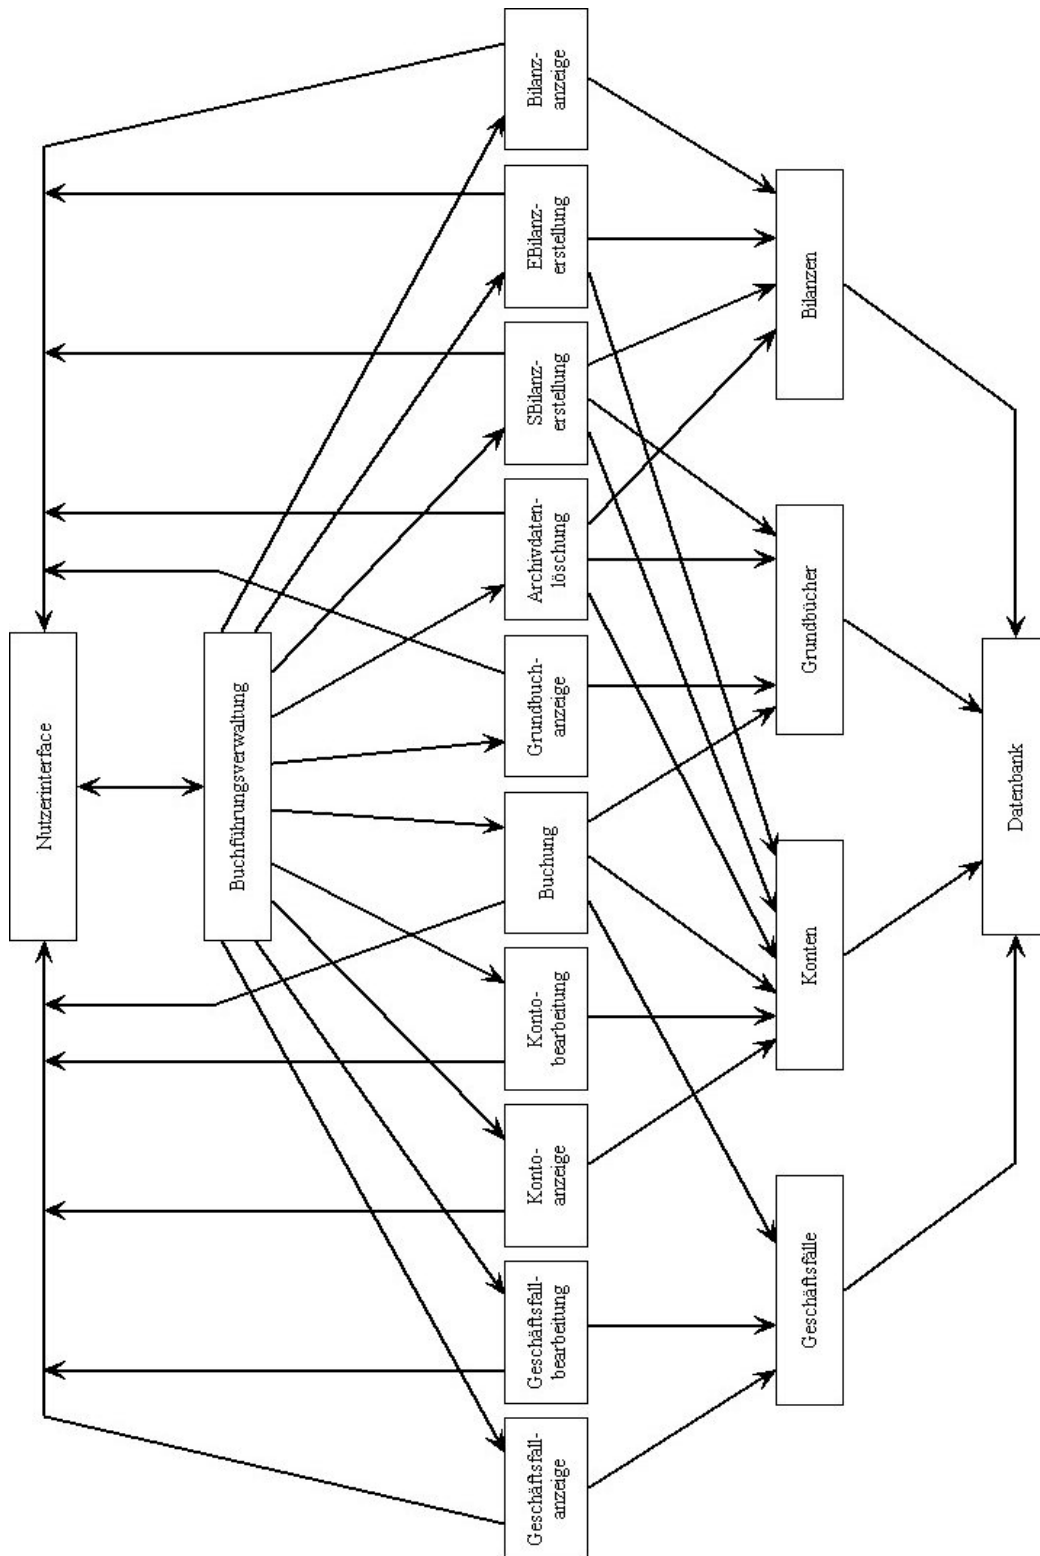 Nutzerinterface
Buchführungsverwaltung
Geschäftsfall-
anzeige
Geschäftsfall-
bearbeitung
Konto-
anzeige
Konto-
bearbeitung
Buchung
Grundbuch-
anzeige
Archivdaten-
löschung
SBilanz-
erstellung
EBilanz-
erstellung
Bilanz-
anzeige
Geschäftsfälle
Konten
Grundbücher
Bilanzen
Datenbank